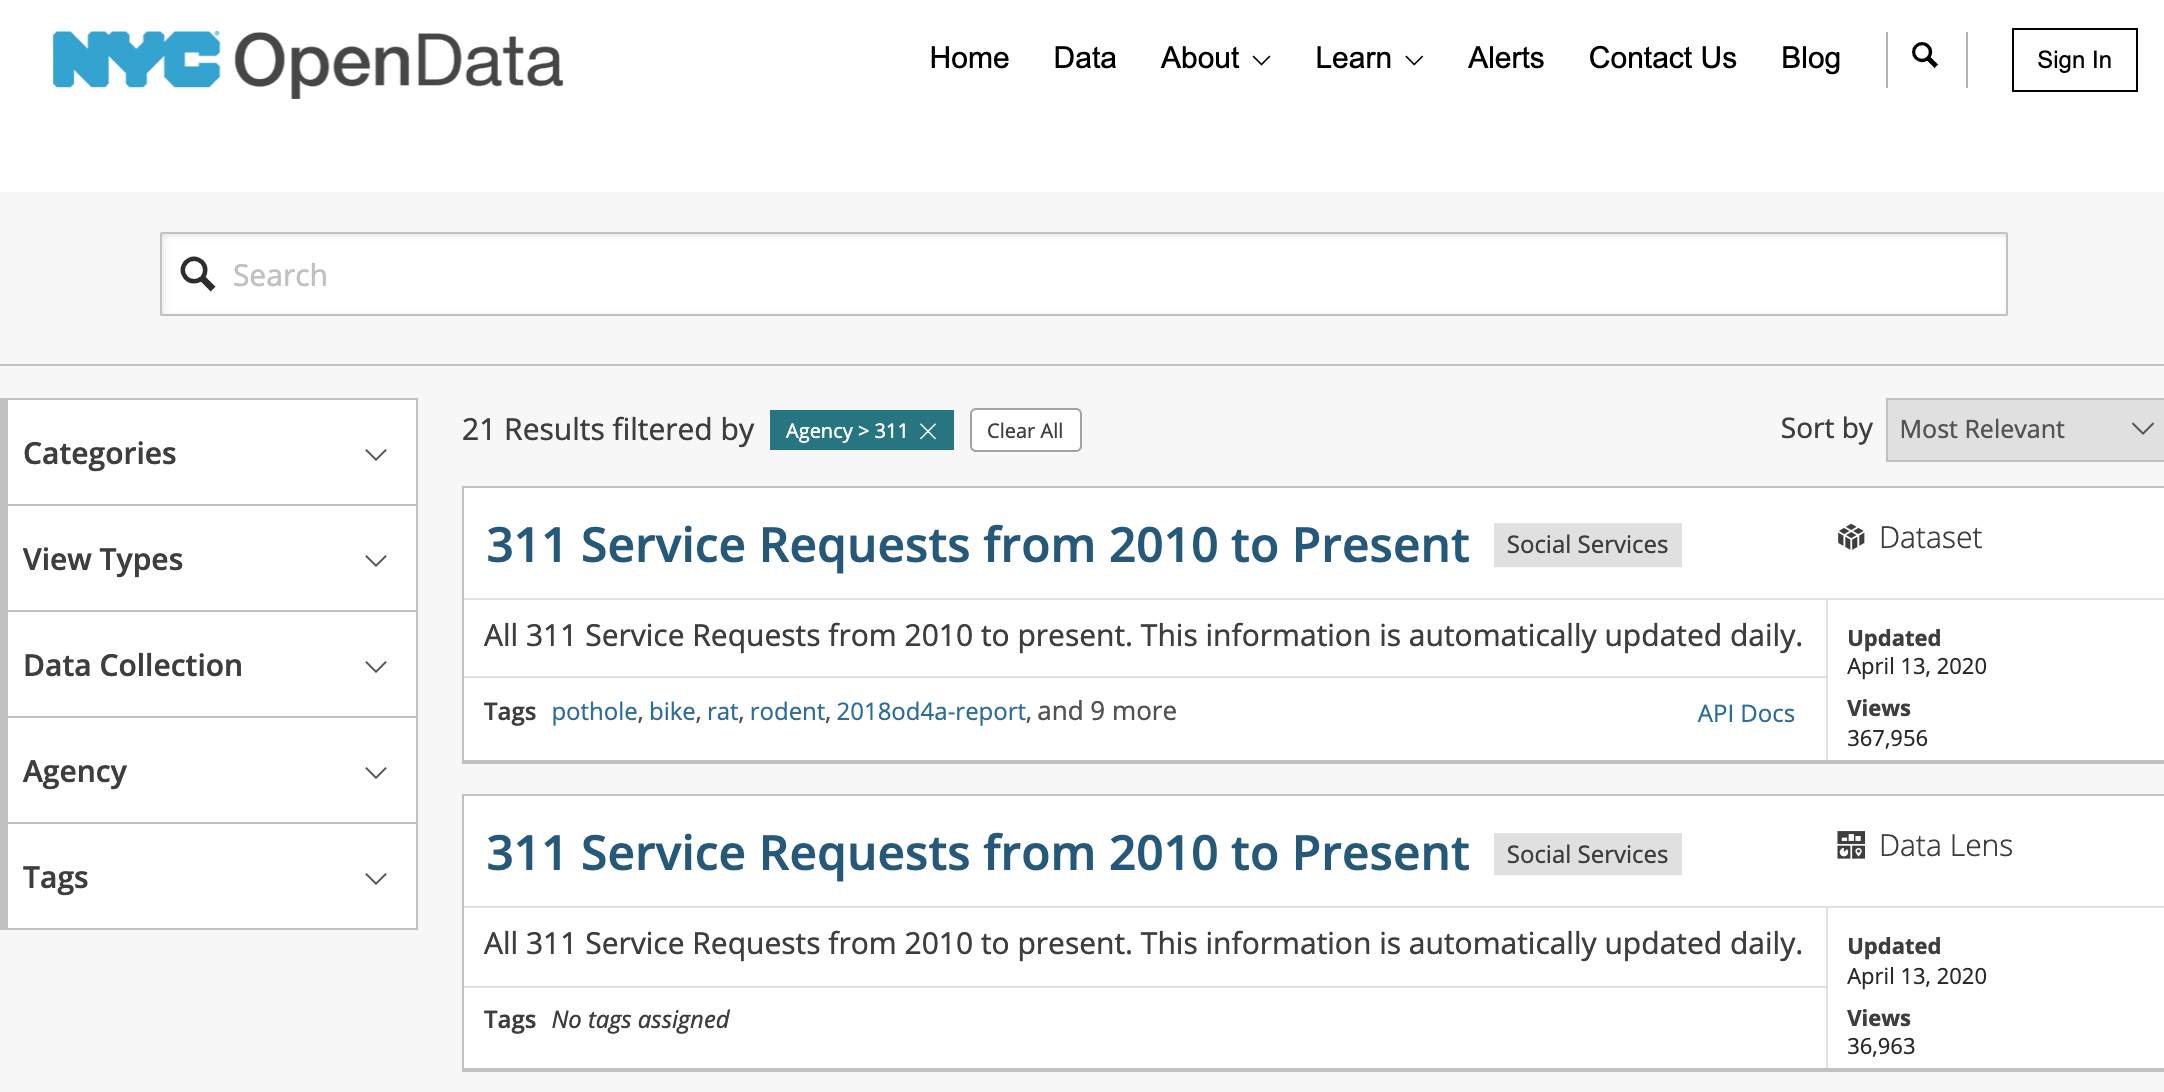 NYC OpenData
Home Data About Learn Alerts Contact Us Blog Sign In
Search
Categories
View Types
Data Collection
Agency
Tags
21 Results filtered by Agency > 311 Clear All
Sort by Most Relevant
311 Service Requests from 2010 to Present Social Services Dataset
All 311 Service Requests from 2010 to present. This information is automatically updated daily.
Tags pothole, bike, rat, rodent, 2018od4a-report, and 9 more API Docs
Updated
April 13, 2020
Views
367,956
311 Service Requests from 2010 to Present Social Services Data Lens
All 311 Service Requests from 2010 to present. This information is automatically updated daily.
Tags No tags assigned
Updated
April 13, 2020
Views
36,963